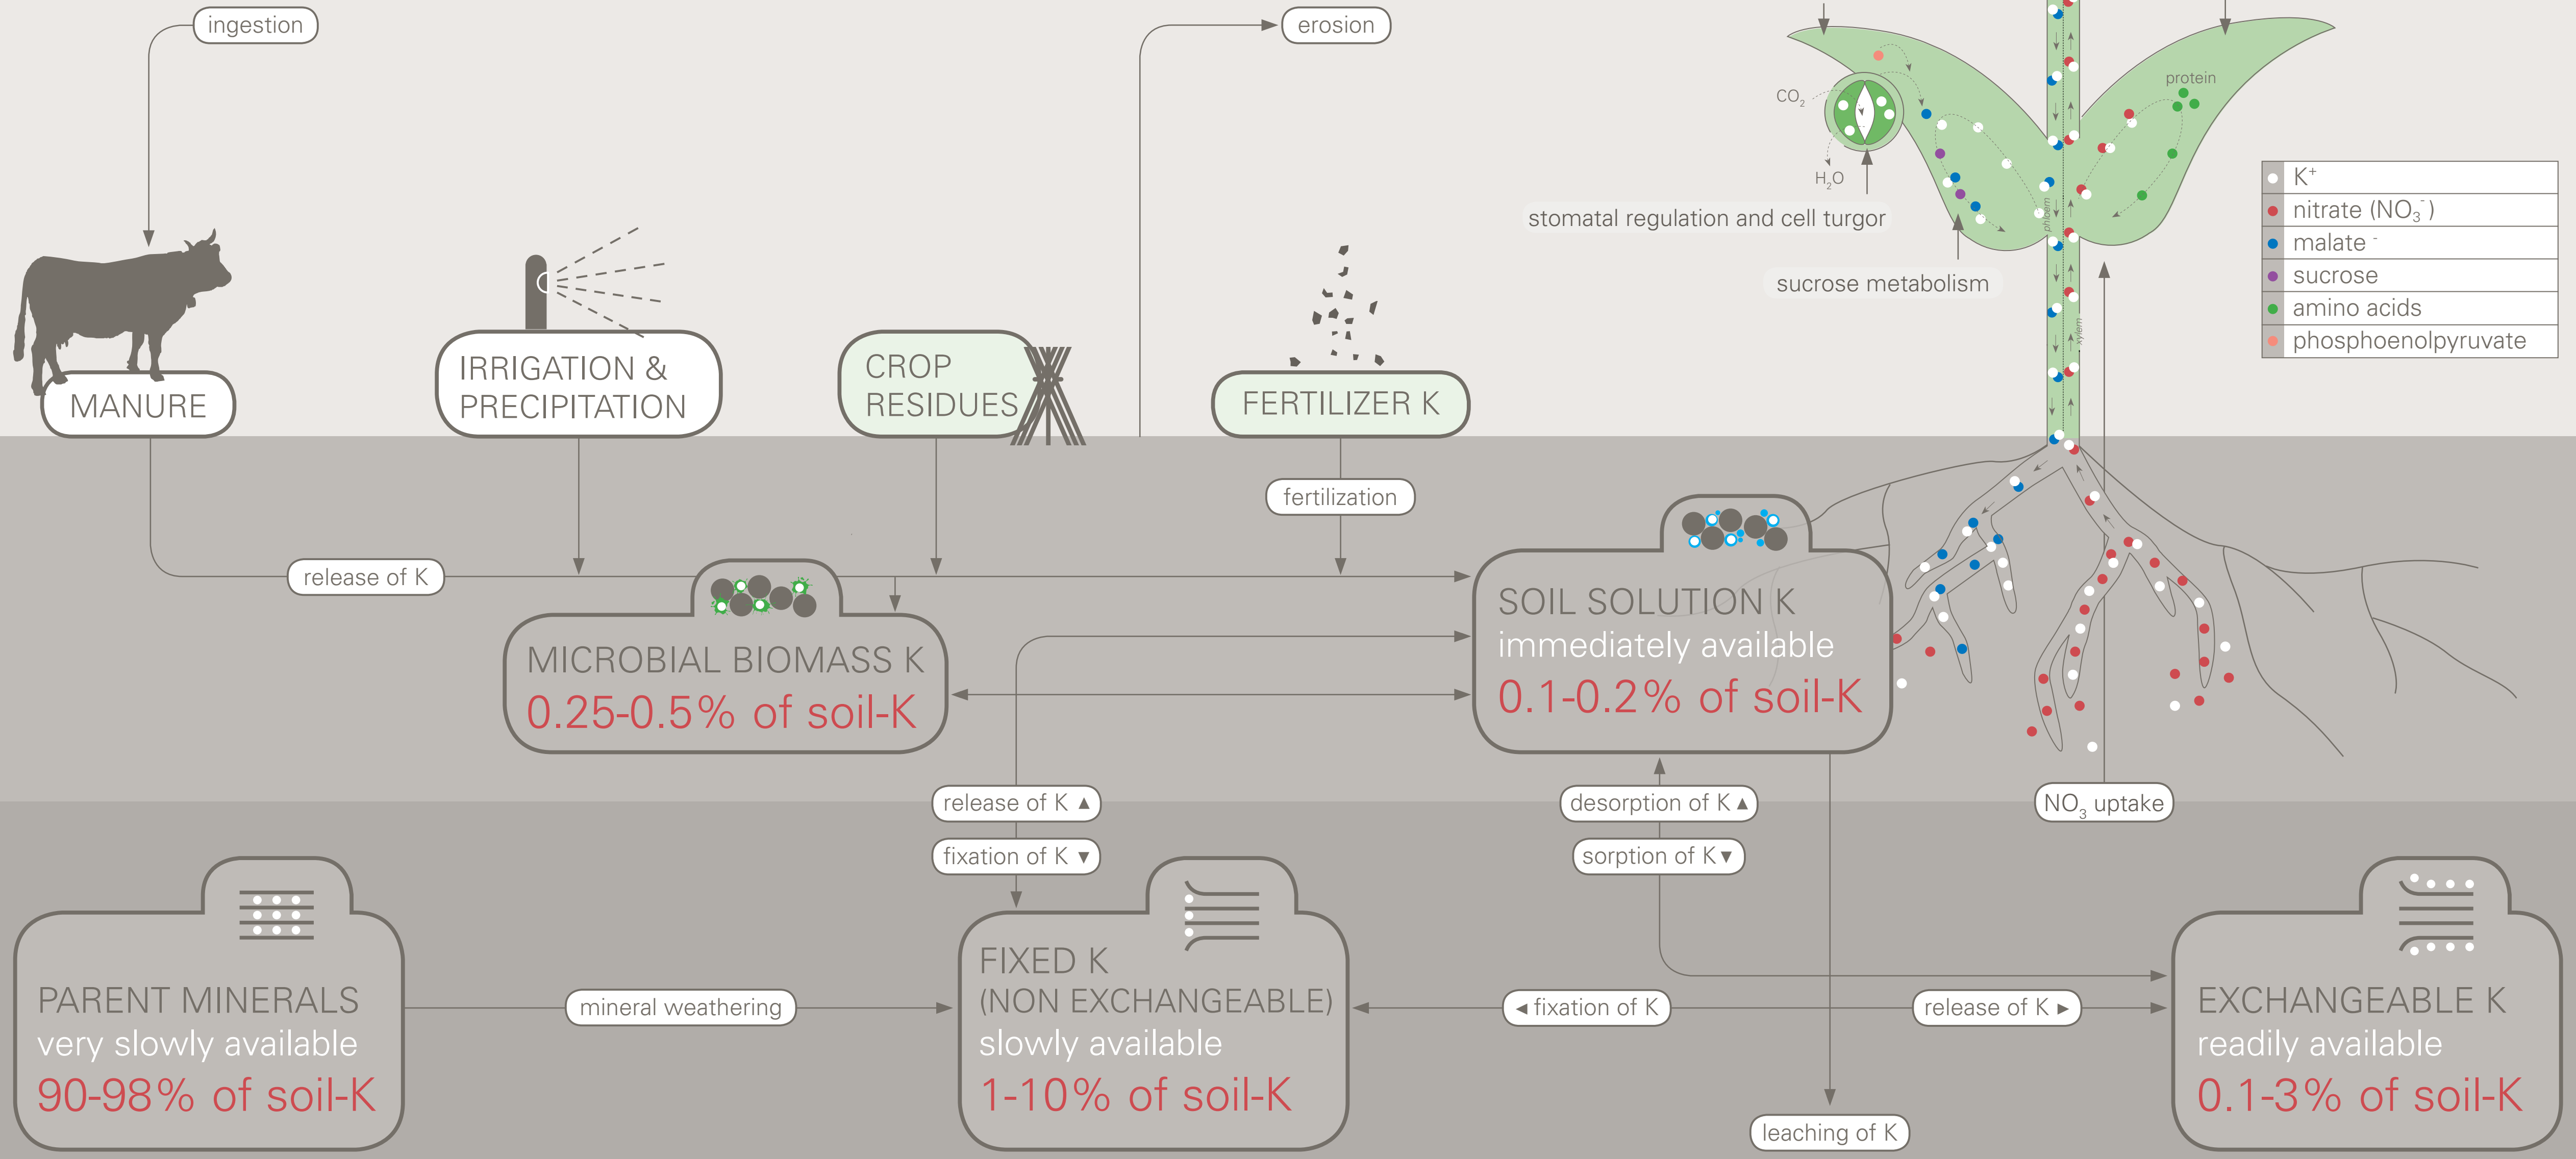 ingestion
erosion
protein
CO2
H2O
K+
nitrate (NO3-)
malate -
sucrose
amino acids
phosphoenolpyruvate
phloem
xylem
stomatal regulation and cell turgor
sucrose metabolism
MANURE
IRRIGATION &
PRECIPITATION
CROP
RESIDUES
FERTILIZER K
fertilization
release of K
MICROBIAL BIOMASS K
0.25-0.5% of soil-K
SOIL SOLUTION K
immediately available
0.1-0.2% of soil-K
release of K ▲
fixation of K ▼
desorption of K ▲
sorption of K ▼
NO3 uptake
PARENT MINERALS
very slowly available
90-98% of soil-K
mineral weathering
FIXED K
(NON EXCHANGEABLE)
slowly available
1-10% of soil-K
◄ fixation of K
release of K ►
EXCHANGEABLE K
readily available
0.1-3% of soil-K
leaching of K